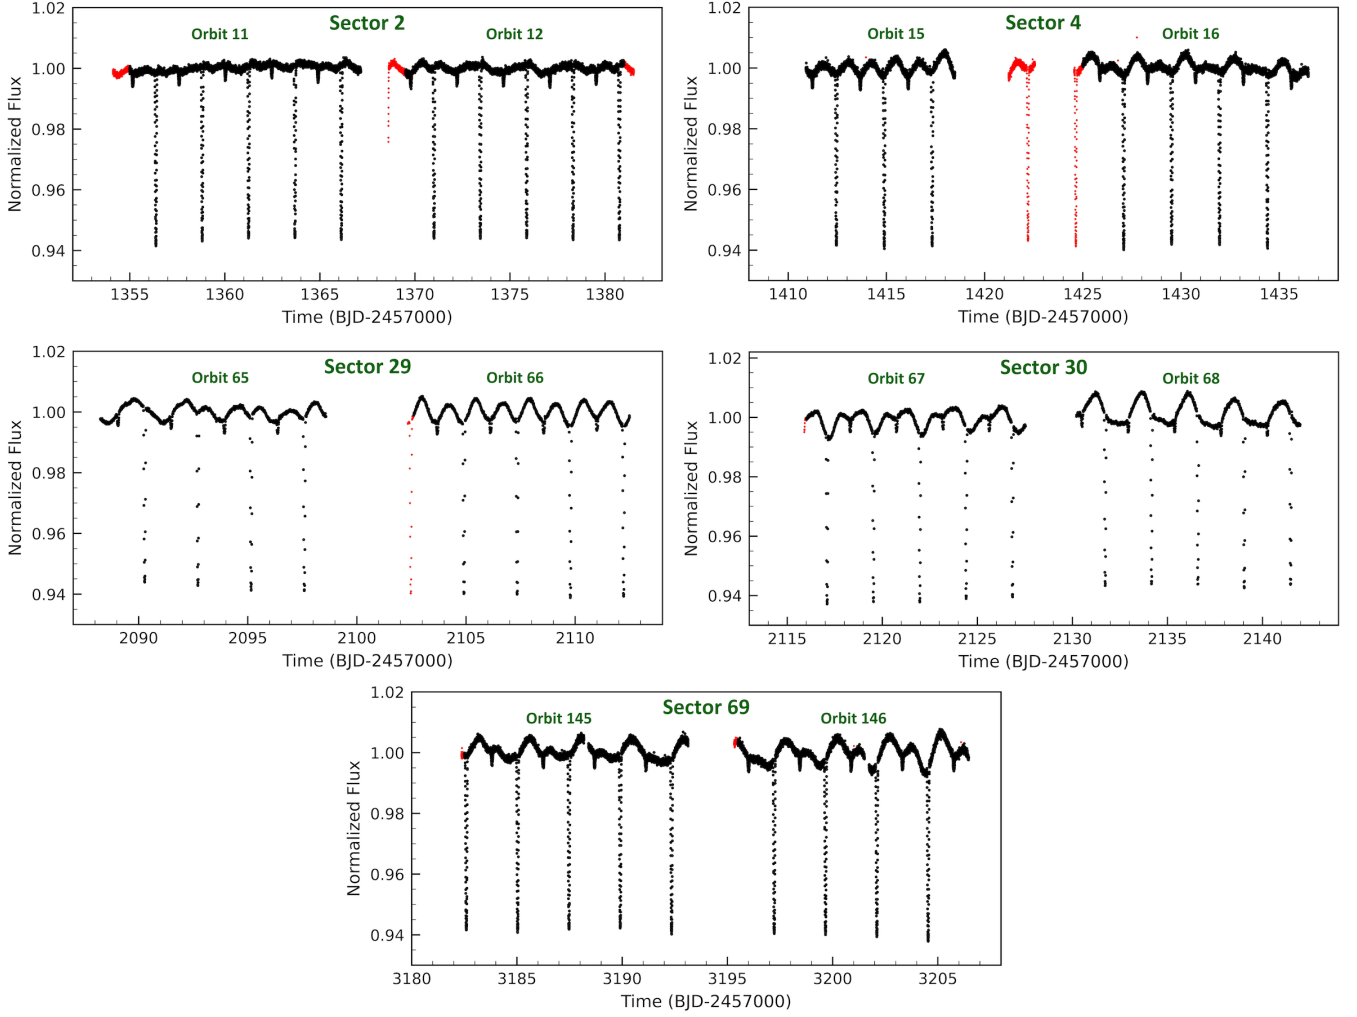 Sector 2
Orbit 11
Orbit 12
Normalized Flux
1.02
1.00
0.98
0.96
0.94
1355
1360
1365
1370
1375
1380
Time (BJD-2457000)
Sector 4
Orbit 15
Orbit 16
Normalized Flux
1.02
1.00
0.98
0.96
0.94
1410
1415
1420
1425
1430
1435
Time (BJD-2457000)
Sector 29
Orbit 65
Orbit 66
Normalized Flux
1.02
1.00
0.98
0.96
0.94
2090
2095
2100
2105
2110
Time (BJD-2457000)
Sector 30
Orbit 67
Orbit 68
Normalized Flux
1.02
1.00
0.98
0.96
0.94
2115
2120
2125
2130
2135
2140
Time (BJD-2457000)
Sector 69
Orbit 145
Orbit 146
Normalized Flux
1.02
1.00
0.98
0.96
0.94
3180
3185
3190
3195
3200
3205
Time (BJD-2457000)